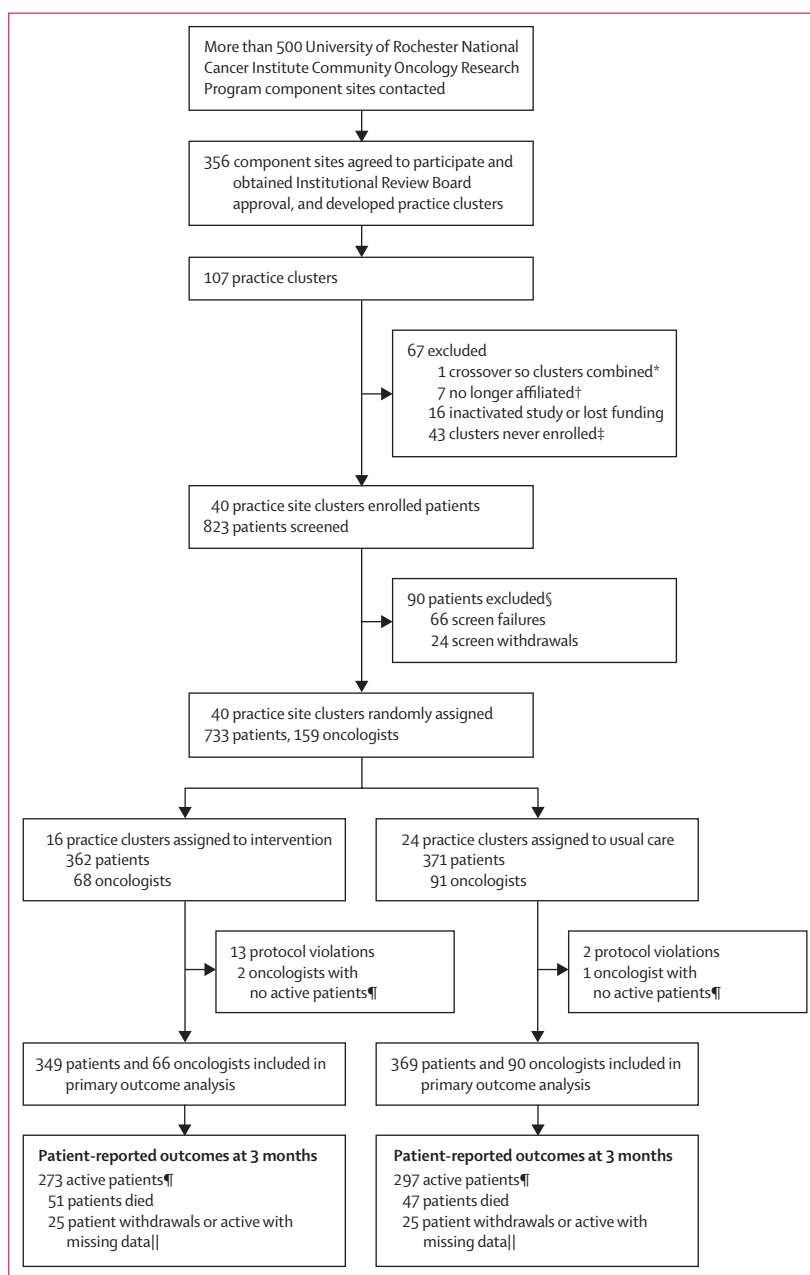 More than 500 University of Rochester National
Cancer Institute Community Oncology Research
Program component sites contacted
356 component sites agreed to participate and
obtained Institutional Review Board
approval, and developed practice clusters
107 practice clusters
67 excluded
1 crossover so clusters combined*
7 no longer affiliated†
16 inactivated study or lost funding
43 clusters never enrolled‡
40 practice site clusters enrolled patients
823 patients screened
90 patients excluded§
66 screen failures
24 screen withdrawals
40 practice site clusters randomly assigned
733 patients, 159 oncologists
16 practice clusters assigned to intervention
362 patients
68 oncologists
24 practice clusters assigned to usual care
371 patients
91 oncologists
13 protocol violations
2 oncologists with
no active patients¶
2 protocol violations
1 oncologist with
no active patients¶
349 patients and 66 oncologists included in
primary outcome analysis
369 patients and 90 oncologists included in
primary outcome analysis
Patient-reported outcomes at 3 months
273 active patients¶
51 patients died
25 patient withdrawals or active with
missing data||
Patient-reported outcomes at 3 months
297 active patients¶
47 patients died
25 patient withdrawals or active with
missing data||